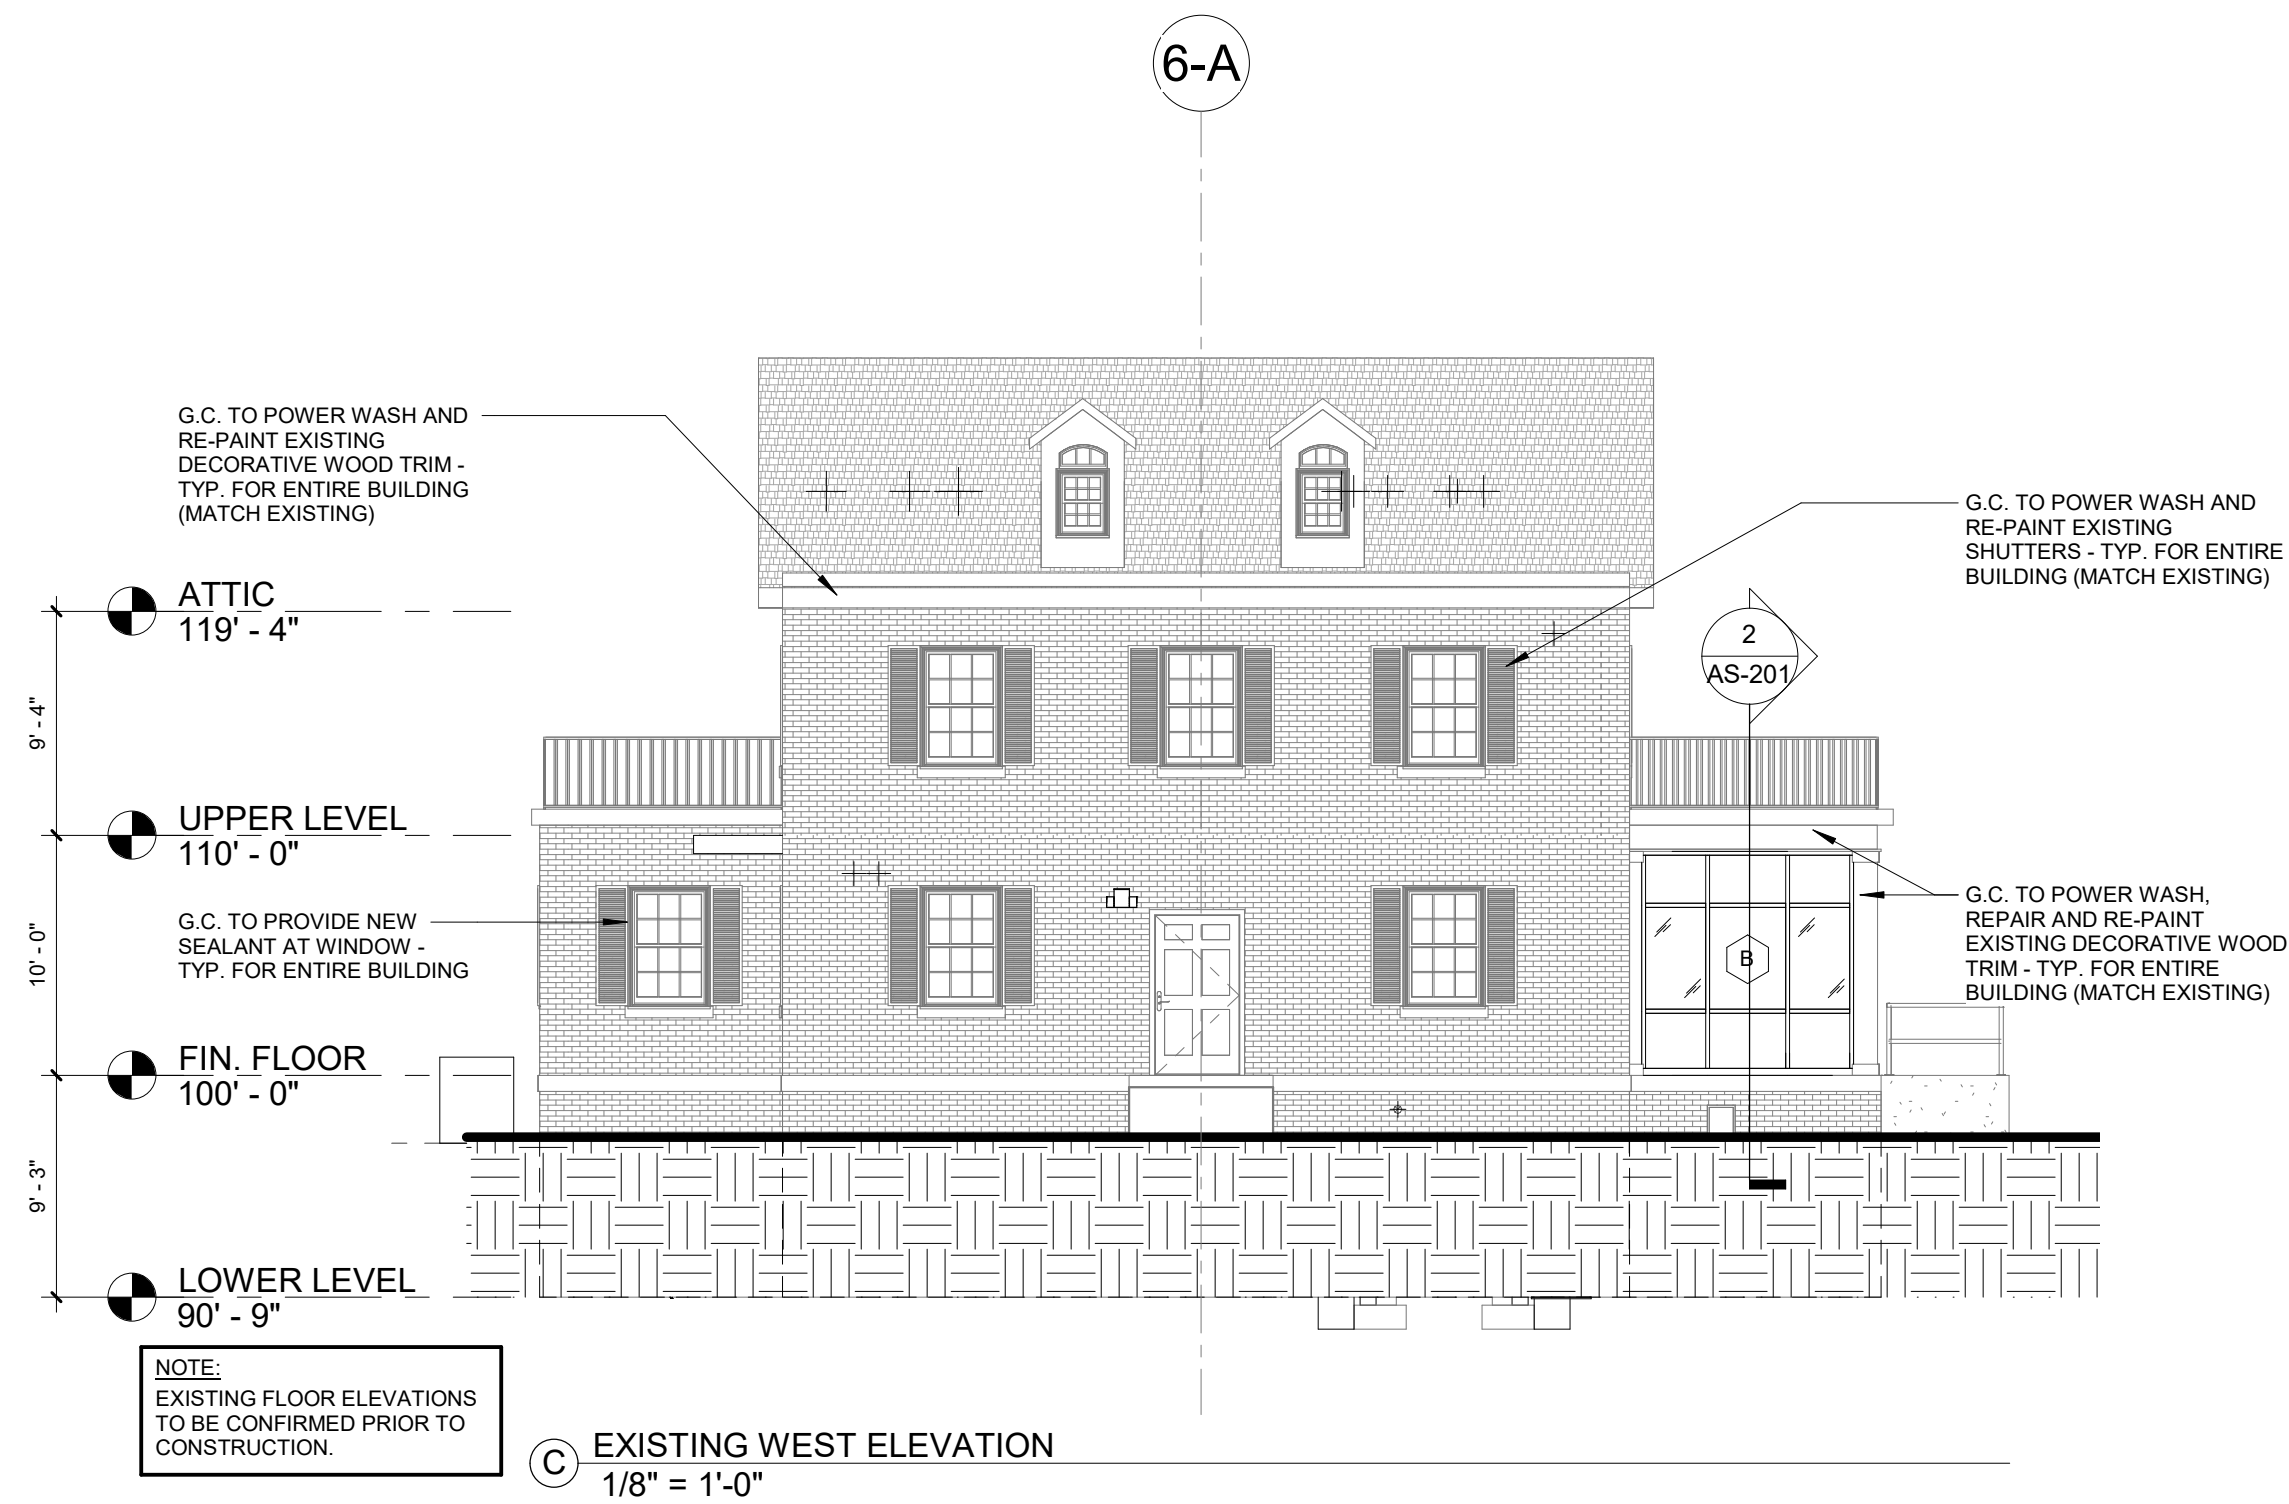 6-A
G.C. TO POWER WASH AND
RE-PAINT EXISTING
DECORATIVE WOOD TRIM -
TYP. FOR ENTIRE BUILDING
(MATCH EXISTING)
G.C. TO POWER WASH AND
RE-PAINT EXISTING
SHUTTERS - TYP. FOR ENTIRE
BUILDING (MATCH EXISTING)
ATTIC
119' - 4"
2
AS-201
9' - 4"
UPPER LEVEL
110' - 0"
G.C. TO PROVIDE NEW
SEALANT AT WINDOW -
TYP. FOR ENTIRE BUILDING
G.C. TO POWER WASH,
REPAIR AND RE-PAINT
EXISTING DECORATIVE WOOD
TRIM - TYP. FOR ENTIRE
BUILDING (MATCH EXISTING)
B
10' - 0"
FIN. FLOOR
100' - 0"
9' - 3"
LOWER LEVEL
90' - 9"
NOTE:
EXISTING FLOOR ELEVATIONS
TO BE CONFIRMED PRIOR TO
CONSTRUCTION.
C
EXISTING WEST ELEVATION
1/8" = 1'-0"